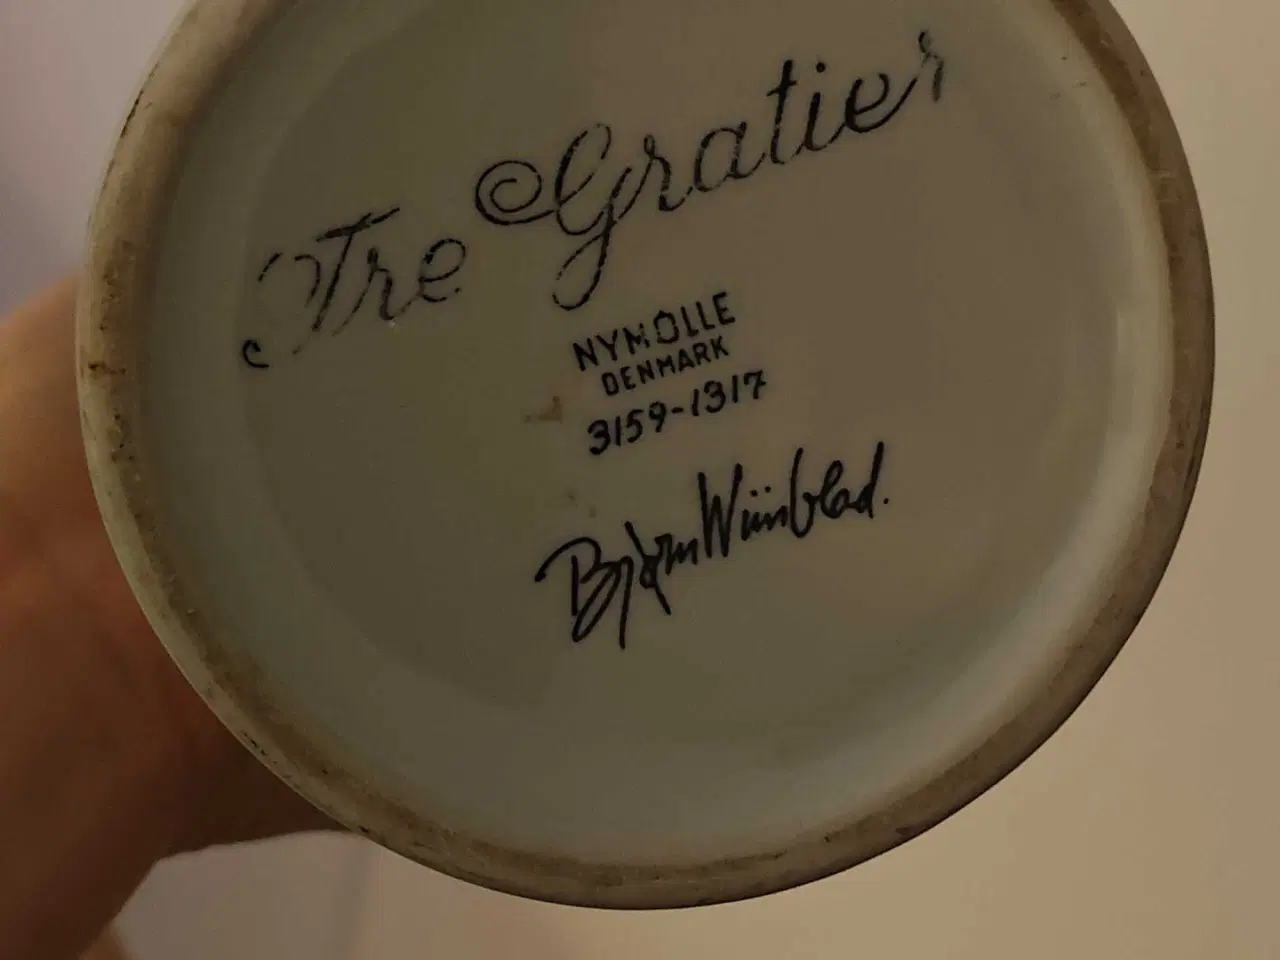 Tre Gratier
NYMØLLE
DENMARK
3159-1317
Bjørn Wiinblad.